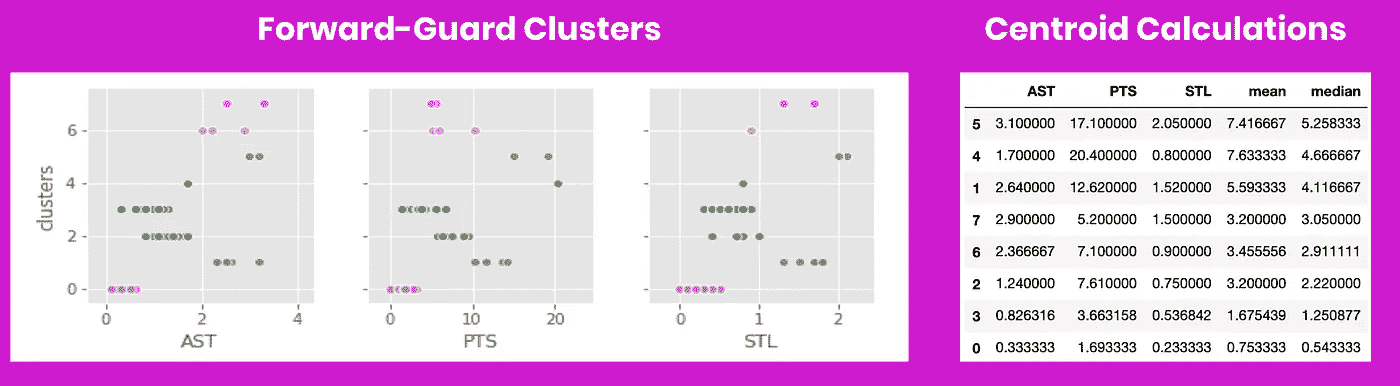 Forward-Guard Clusters
Centroid Calculations
clusters
6
4
2
0
0 2 4
AST
0 10 20
PTS
0 1 2
STL
AST PTS STL mean median
5 3.100000 17.100000 2.050000 7.416667 5.258333
4 1.700000 20.400000 0.800000 7.633333 4.666667
1 2.640000 12.620000 1.520000 5.593333 4.116667
7 2.900000 5.200000 1.500000 3.200000 3.050000
6 2.366667 7.100000 0.900000 3.455556 2.911111
2 1.240000 7.610000 0.750000 3.200000 2.220000
3 0.826316 3.663158 0.536842 1.675439 1.250877
0 0.333333 1.693333 0.233333 0.753333 0.543333